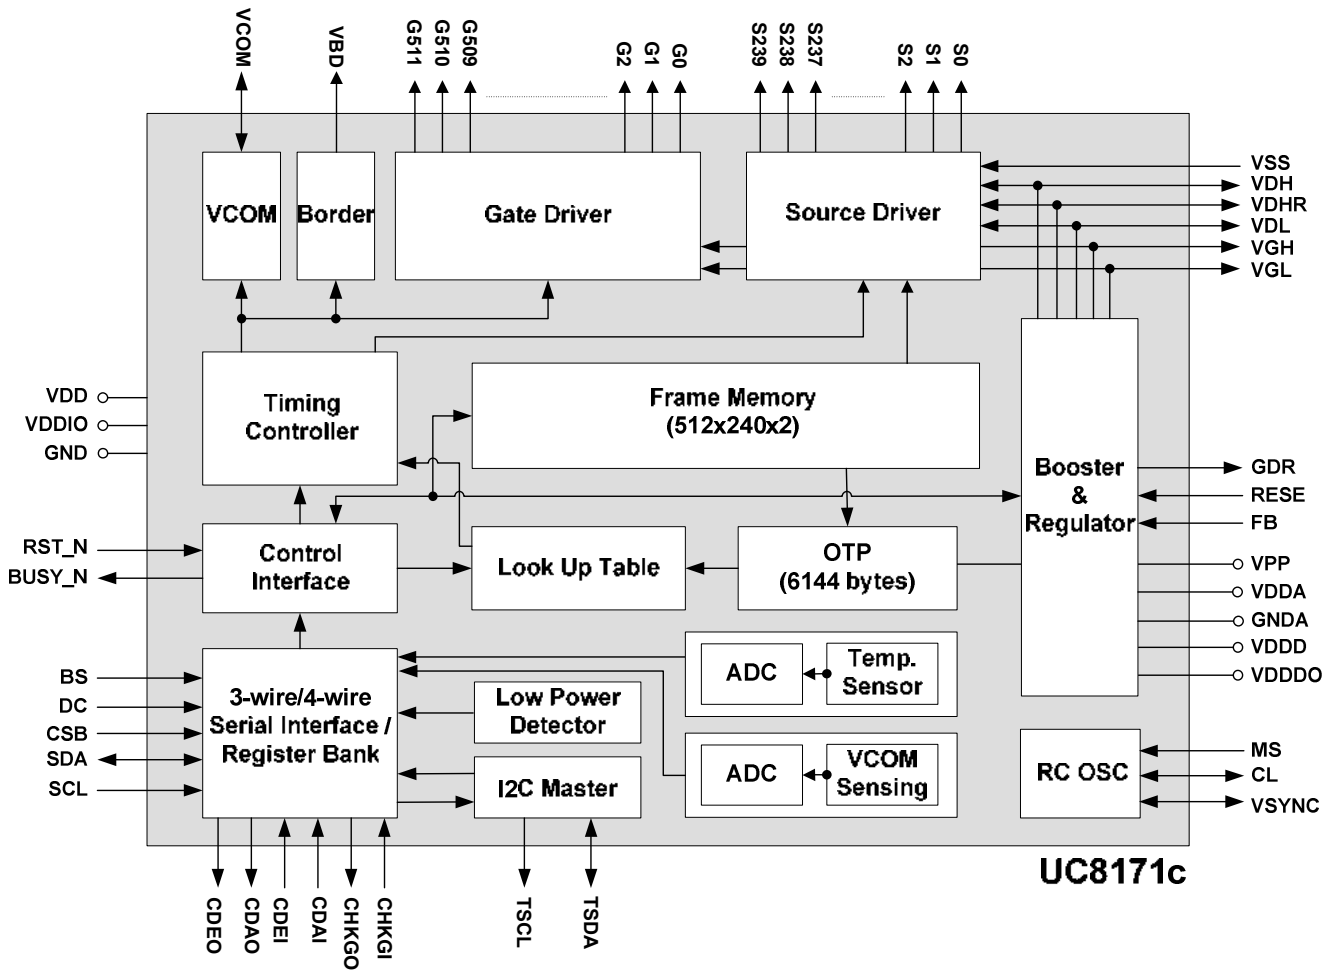 VCOM
VBD
G511
G510
G509
G2
G1
G0
S239
S238
S237
S2
S1
S0
VCOM
Border
Gate Driver
Source Driver
VSS
VDH
VDHR
VDL
VGH
VGL
VDD
VDDIO
GND
Timing
Controller
Frame Memory
(512x240x2)
Booster
&
Regulator
GDR
RESE
FB
VPP
VDDA
GNDA
VDDD
VDDDO
RST_N
BUSY_N
Control
Interface
Look Up Table
OTP
(6144 bytes)
BS
DC
CSB
SDA
SCL
3-wire/4-wire
Serial Interface /
Register Bank
Low Power
Detector
I2C Master
ADC
Temp.
Sensor
ADC
VCOM
Sensing
RC OSC
MS
CL
VSYNC
UC8171c
CDEO
CDAO
CDEI
CDAI
CHKGO
CHKGI
TSCL
TSDA